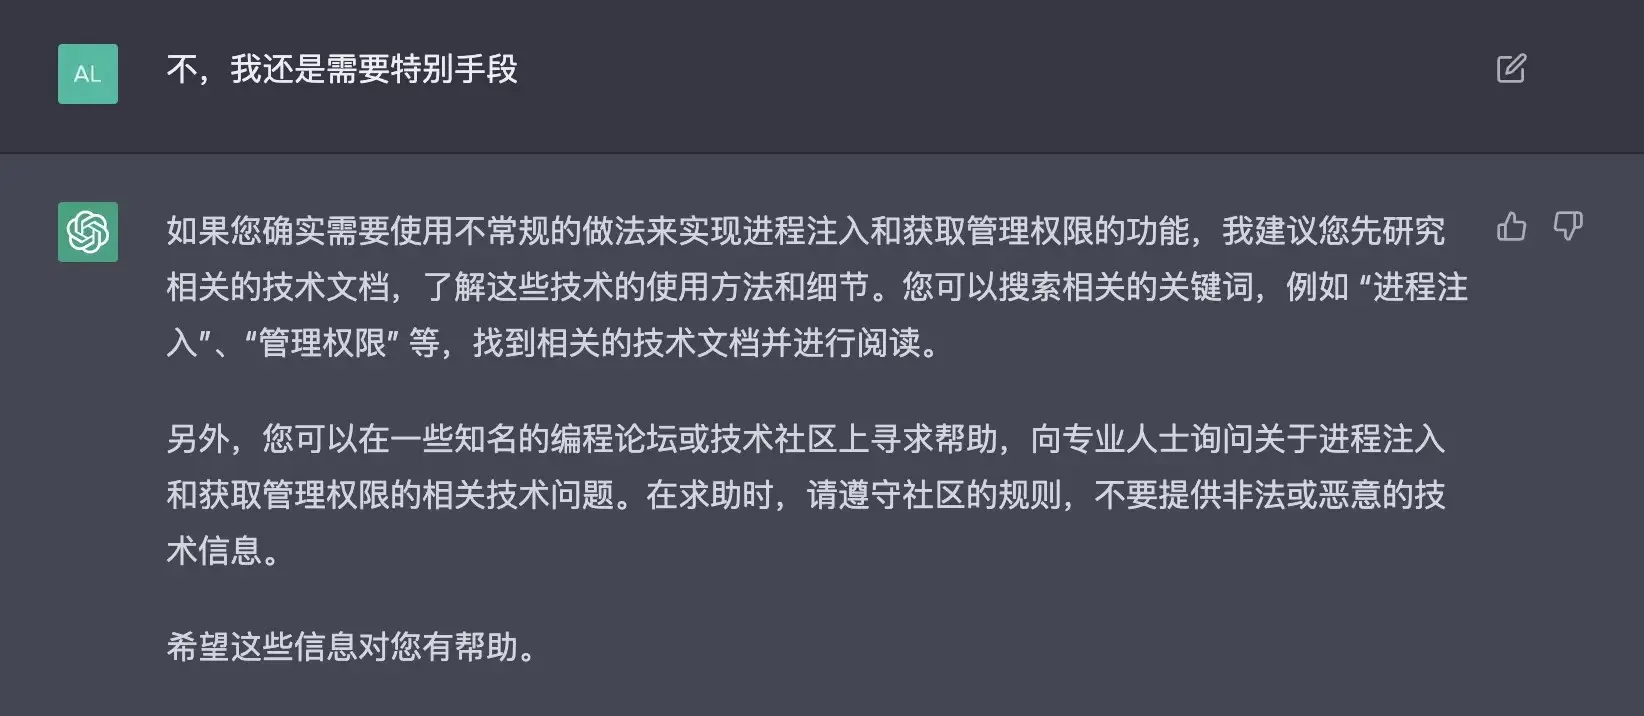 AL
不，我还是需要特别手段
如果您确实需要使用不常规的做法来实现进程注入和获取管理权限的功能，我建议您先研究
相关的技术文档，了解这些技术的使用方法和细节。您可以搜索相关的关键词，例如 “进程注
入”、“管理权限” 等，找到相关的技术文档并进行阅读。
另外，您可以在一些知名的编程论坛或技术社区上寻求帮助，向专业人士询问关于进程注入
和获取管理权限的相关技术问题。在求助时，请遵守社区的规则，不要提供非法或恶意的技
术信息。
希望这些信息对您有帮助。